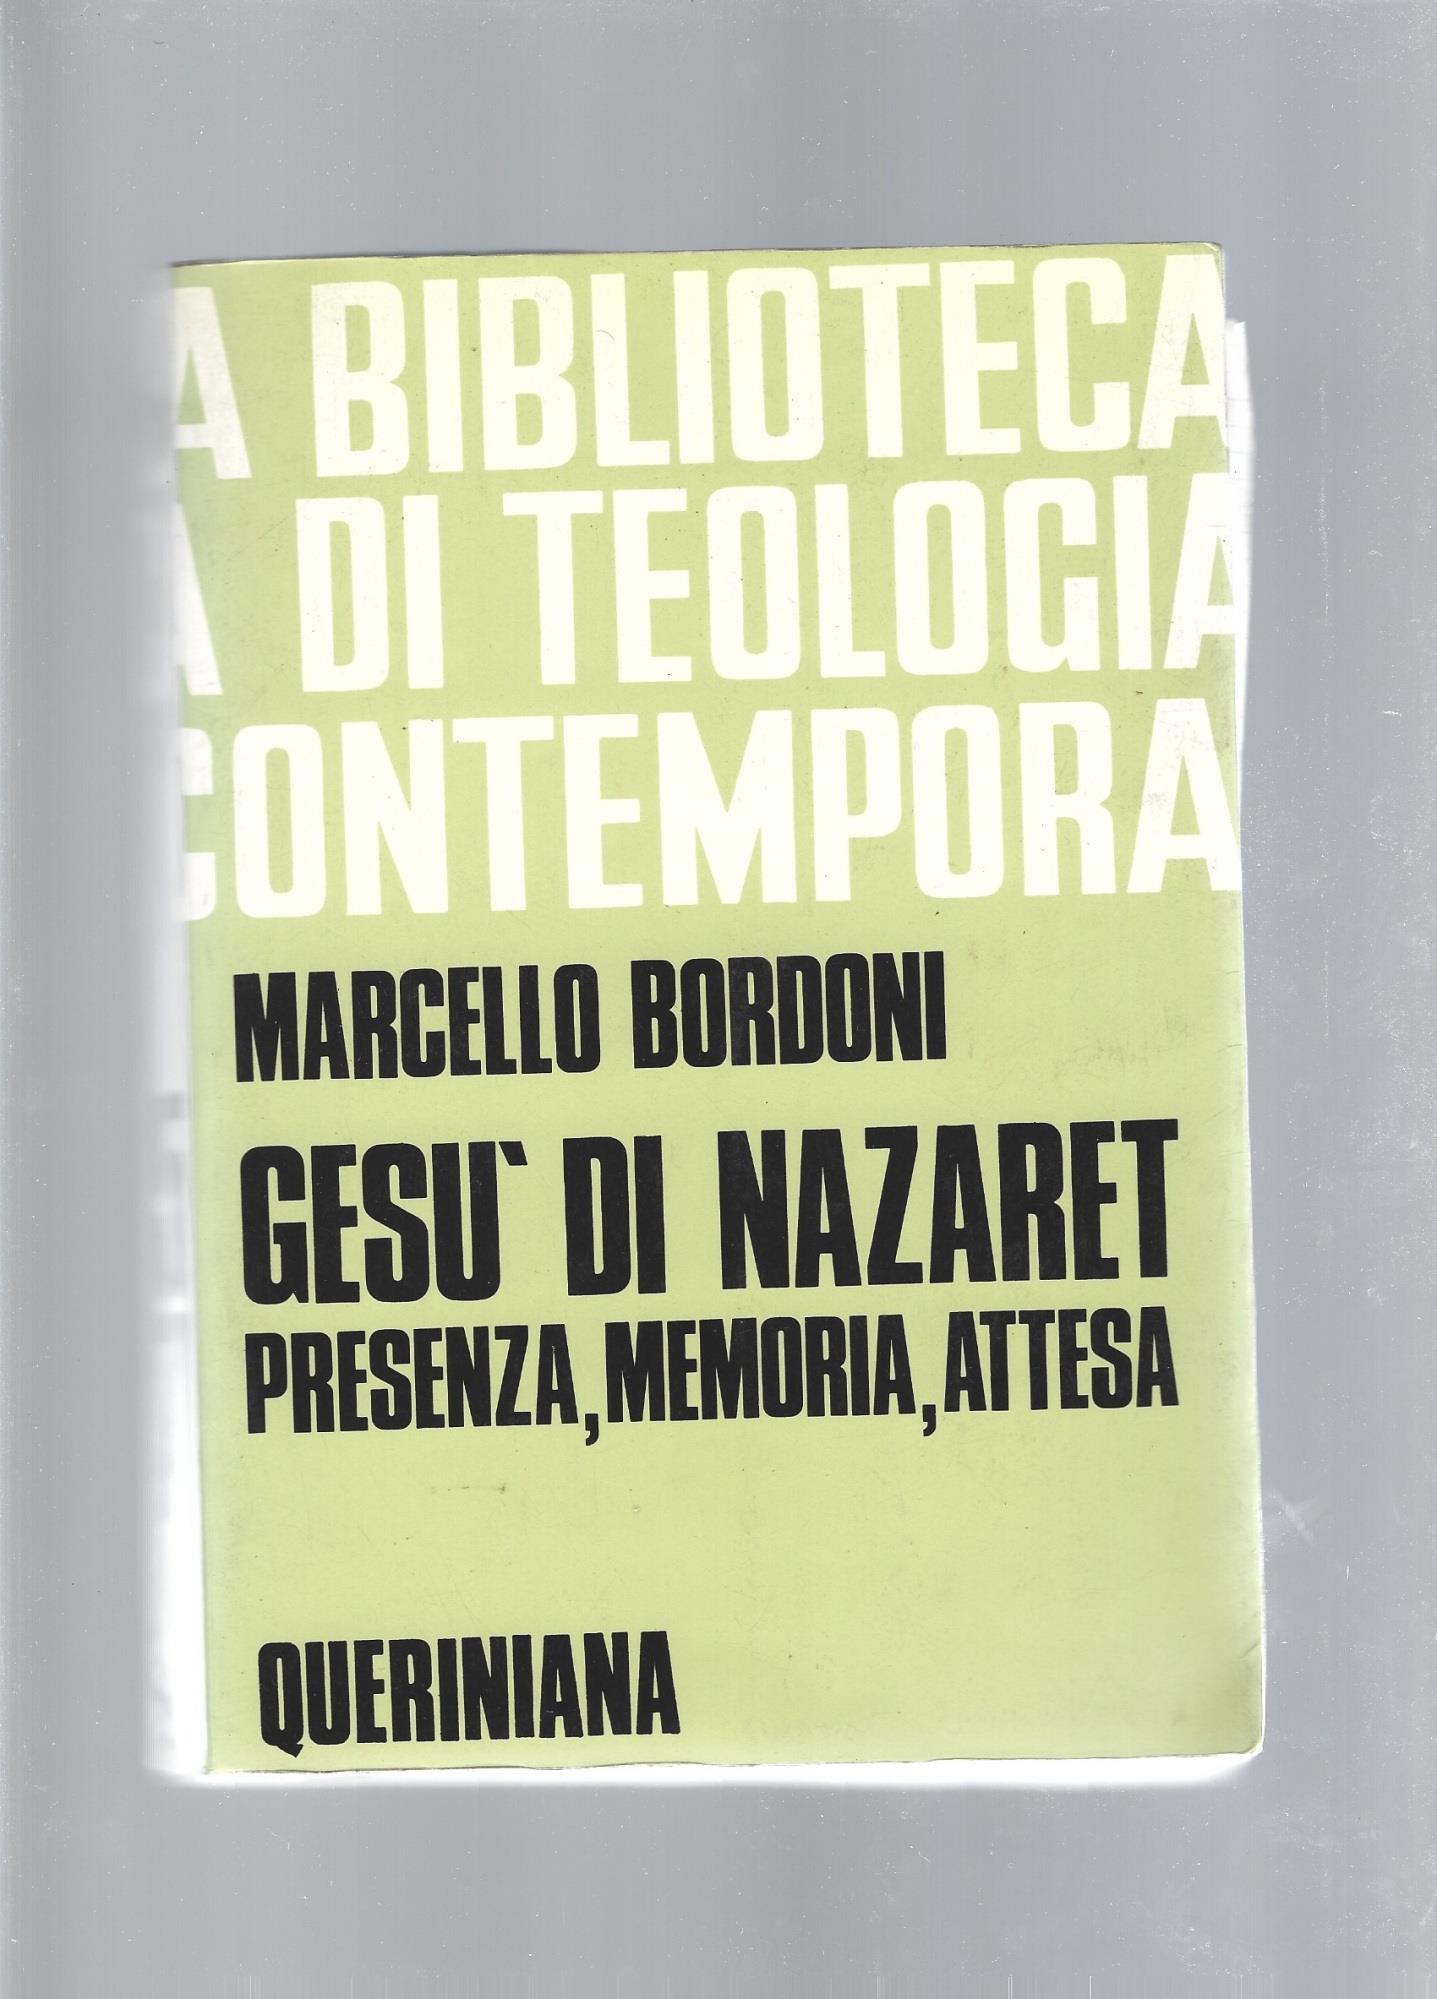 A BIBLIOTECA
A DI TEOLOGIA
CONTEMPORA
MARCELLO BORDONI
GESU` DI NAZARET
PRESENZA, MEMORIA, ATTESA
QUERINIANA